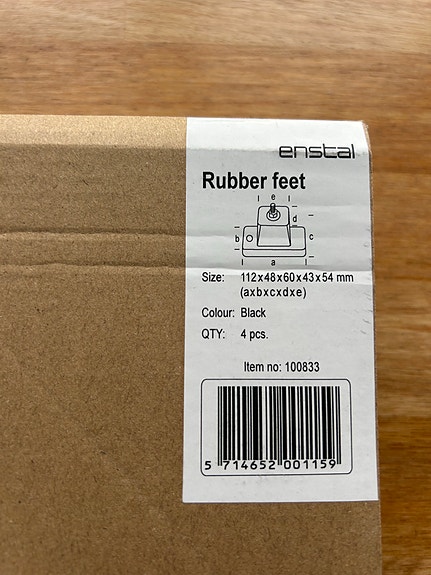 enstal
Rubber feet
e
d
b
c
a
Size: 112x48x60x43x54 mm
(axbxcxdxe)
Colour: Black
QTY: 4 pcs.
Item no: 100833
5 714652 001159